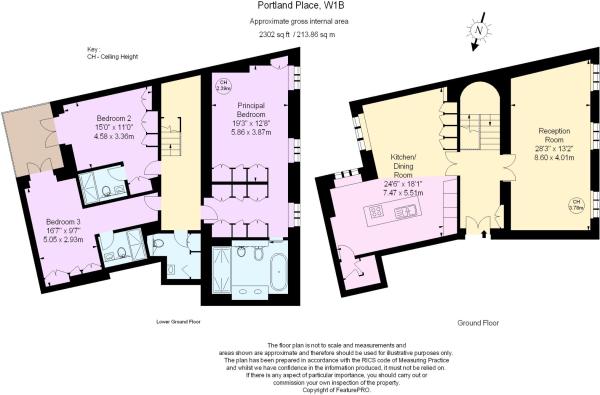 Portland Place, W1B
Approximate gross internal area
2302 sq ft / 213.86 sq m
Key :
CH - Ceiling Height
N
CH
2.39m
Bedroom 2
15'0" x 11'0"
4.58 x 3.36m
Principal
Bedroom
19'3" x 12'8"
5.86 x 3.87m
Bedroom 3
16'7" x 9'7"
5.05 x 2.93m
Lower Ground Floor
Kitchen/
Dining
Room
24'6" x 18'1"
7.47 x 5.51m
Reception
Room
28'3" x 13'2"
8.60 x 4.01m
CH
3.78m
Ground Floor
The floor plan is not to scale and measurements and
areas shown are approximate and therefore should be used for illustrative purposes only.
The plan has been prepared in accordance with the RICS code of Measuring Practice
and whilst we have confidence in the information produced, it must not be relied on.
If there is any aspect of particular importance, you should carry out or
commission your own inspection of the property.
Copyright of FeaturePRO.